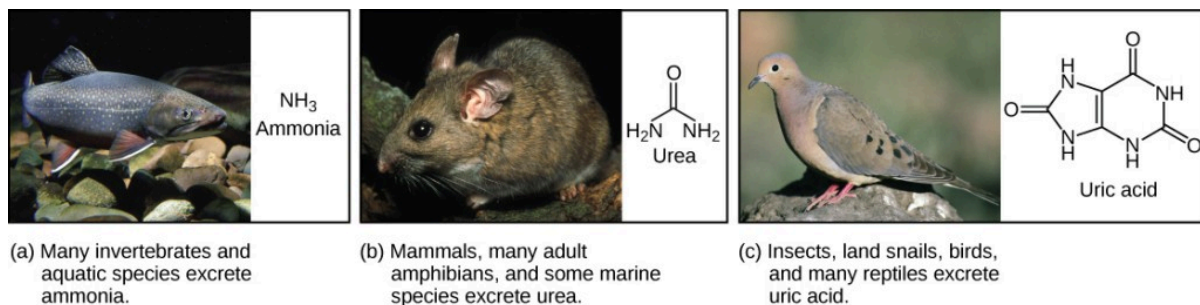 NH₃
Ammonia
O
H₂N NH₂
Urea
O
H
N
NH
O
N
H
N
H
O
Uric acid
(a) Many invertebrates and
aquatic species excrete
ammonia.
(b) Mammals, many adult
amphibians, and some marine
species excrete urea.
(c) Insects, land snails, birds,
and many reptiles excrete
uric acid.